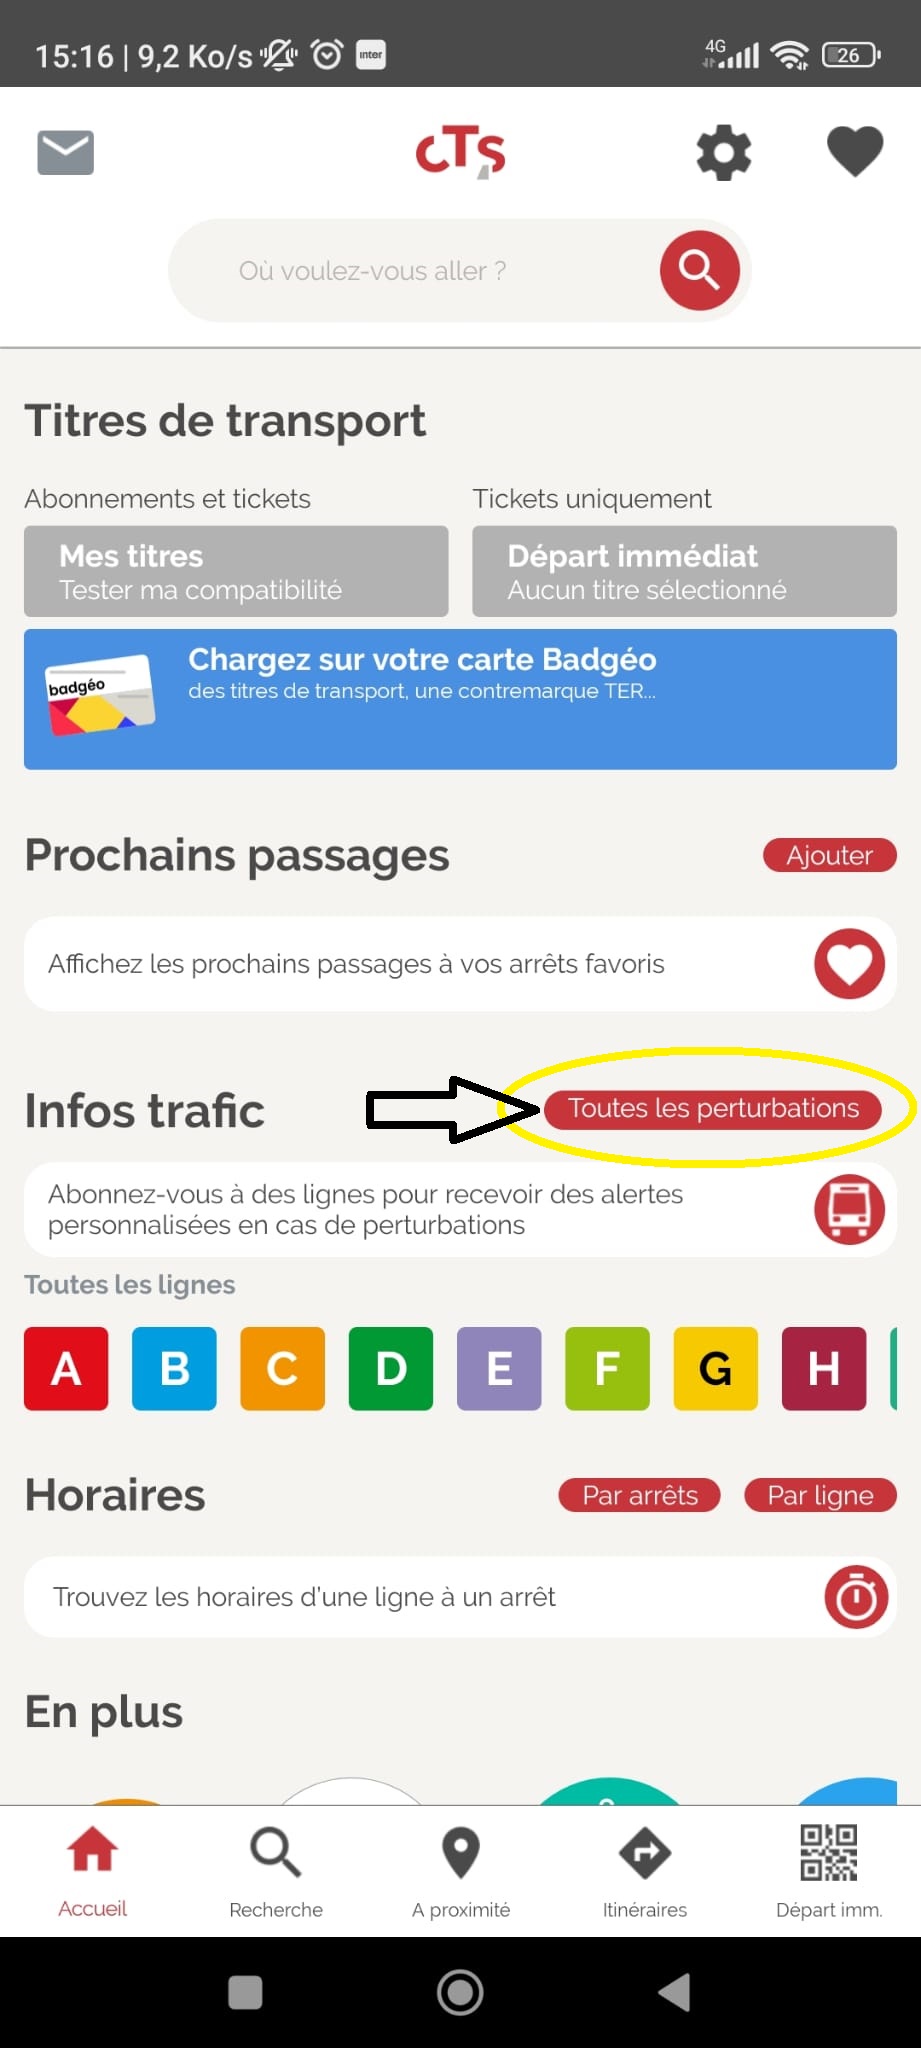 15:16 | 9,2 Ko/s
inter
4G
26
cTs
Où voulez-vous aller ?
Titres de transport
Abonnements et tickets
Tickets uniquement
Mes titres
Tester ma compatibilité
Départ immédiat
Aucun titre sélectionné
badgéo
Chargez sur votre carte Badgéo
des titres de transport, une contremarque TER...
Prochains passages
Ajouter
Affichez les prochains passages à vos arrêts favoris
Infos trafic
Toutes les perturbations
Abonnez-vous à des lignes pour recevoir des alertes
personnalisées en cas de perturbations
Toutes les lignes
A B C D E F G H
Horaires
Par arrêts
Par ligne
Trouvez les horaires d'une ligne à un arrêt
En plus
Accueil
Recherche
A proximité
Itinéraires
Départ imm.